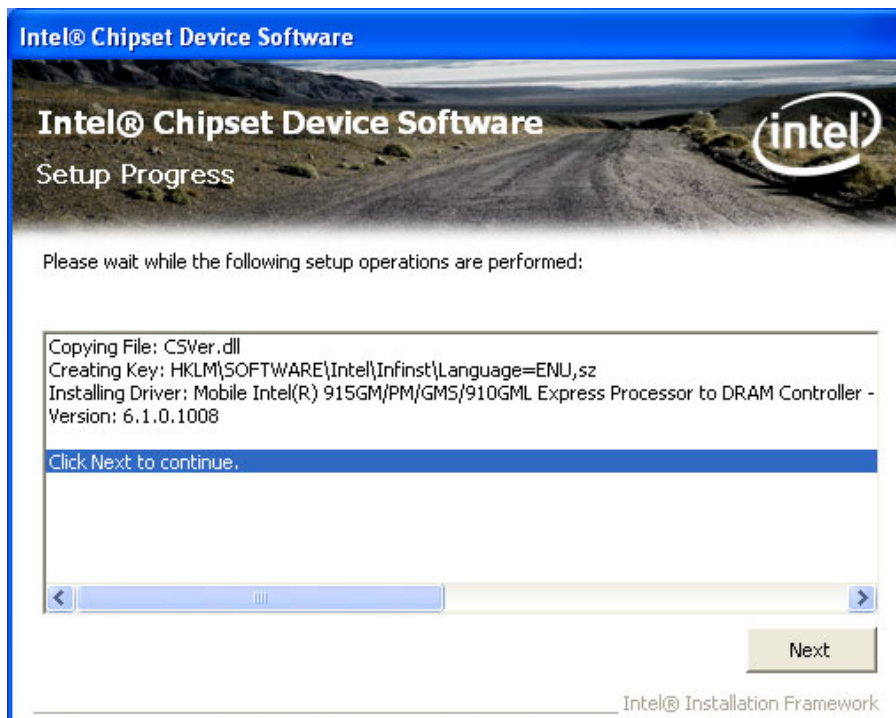 Intel® Chipset Device Software
Intel® Chipset Device Software
intel
Setup Progress
Please wait while the following setup operations are performed:
Copying File: CSVer.dll
Creating Key: HKLM\SOFTWARE\Intel\Infinst\Language=ENU,sz
Installing Driver: Mobile Intel(R) 915GM/PM/GMS/910GML Express Processor to DRAM Controller -
Version: 6.1.0.1008
Click Next to continue.
Next
Intel® Installation Framework